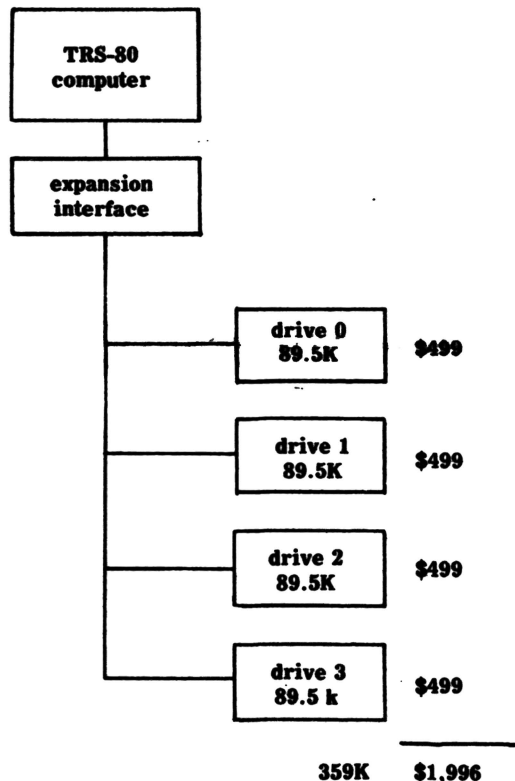 TRS-80
computer
expansion
interface
drive 0
89.5K
$499
drive 1
89.5K
$499
drive 2
89.5K
$499
drive 3
89.5 k
$499
359K $1,996